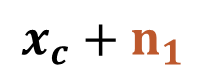 x_c + n_1